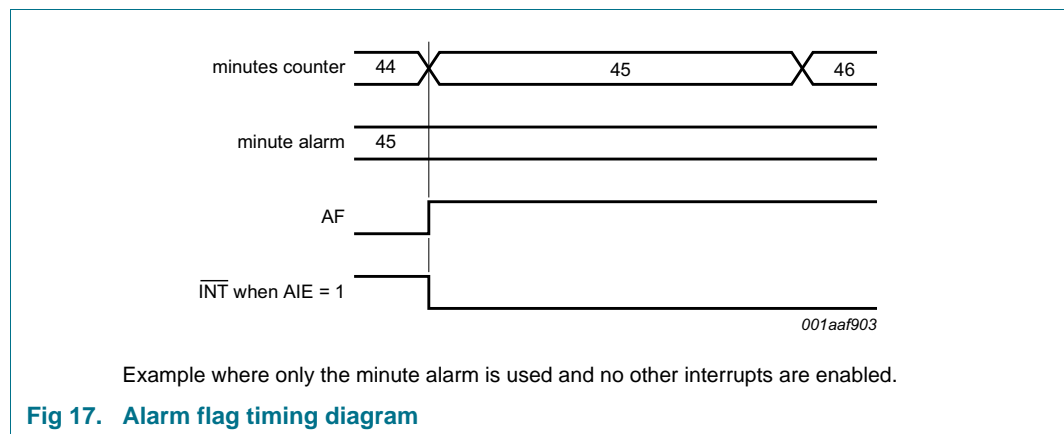 minutes counter 44 45 46
minute alarm 45
AF
INT when AIE = 1
001aaf903
Example where only the minute alarm is used and no other interrupts are enabled.
Fig 17. Alarm flag timing diagram